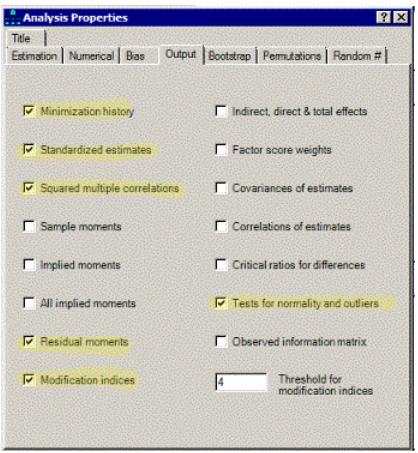 Analysis Properties
Title
Estimation Numerical Bias Output Bootstrap Permutations Random #
Minimization history
Indirect, direct & total effects
Standardized estimates
Factor score weights
Squared multiple correlations
Covariances of estimates
Sample moments
Correlations of estimates
Implied moments
Critical ratios for differences
All implied moments
Tests for normality and outliers
Residual moments
Observed information matrix
Modification indices
4
Threshold for
modification indices